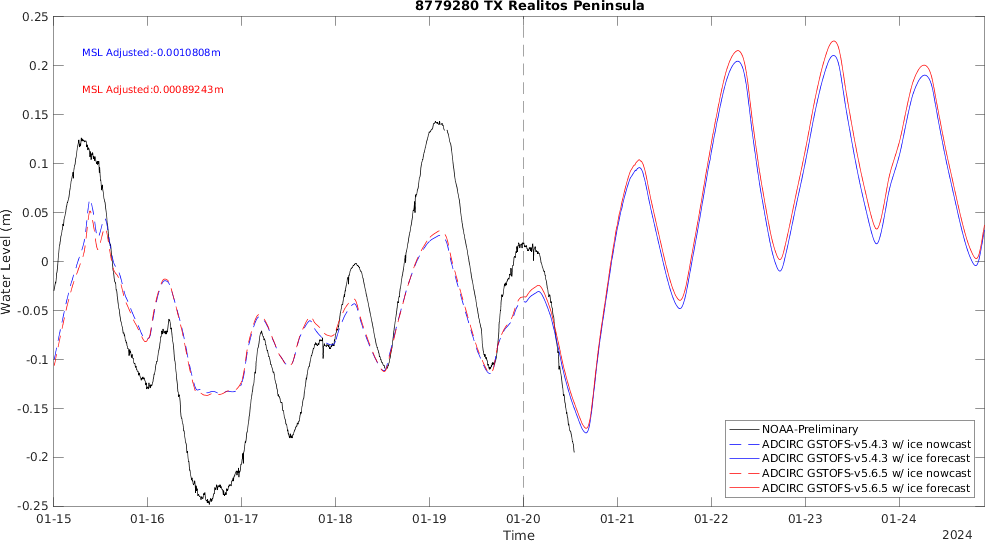 8779280 TX Realitos Peninsula
0.25
0.2
0.15
0.1
0.05
0
-0.05
-0.1
-0.15
-0.2
-0.25
Water Level (m)
MSL Adjusted:-0.0010808m
MSL Adjusted:0.00089243m
NOAA-Preliminary
ADCIRC GSTOFS-v5.4.3 w/ ice nowcast
ADCIRC GSTOFS-v5.4.3 w/ ice forecast
ADCIRC GSTOFS-v5.6.5 w/ ice nowcast
ADCIRC GSTOFS-v5.6.5 w/ ice forecast
01-15 01-16 01-17 01-18 01-19 01-20 01-21 01-22 01-23 01-24
Time
2024